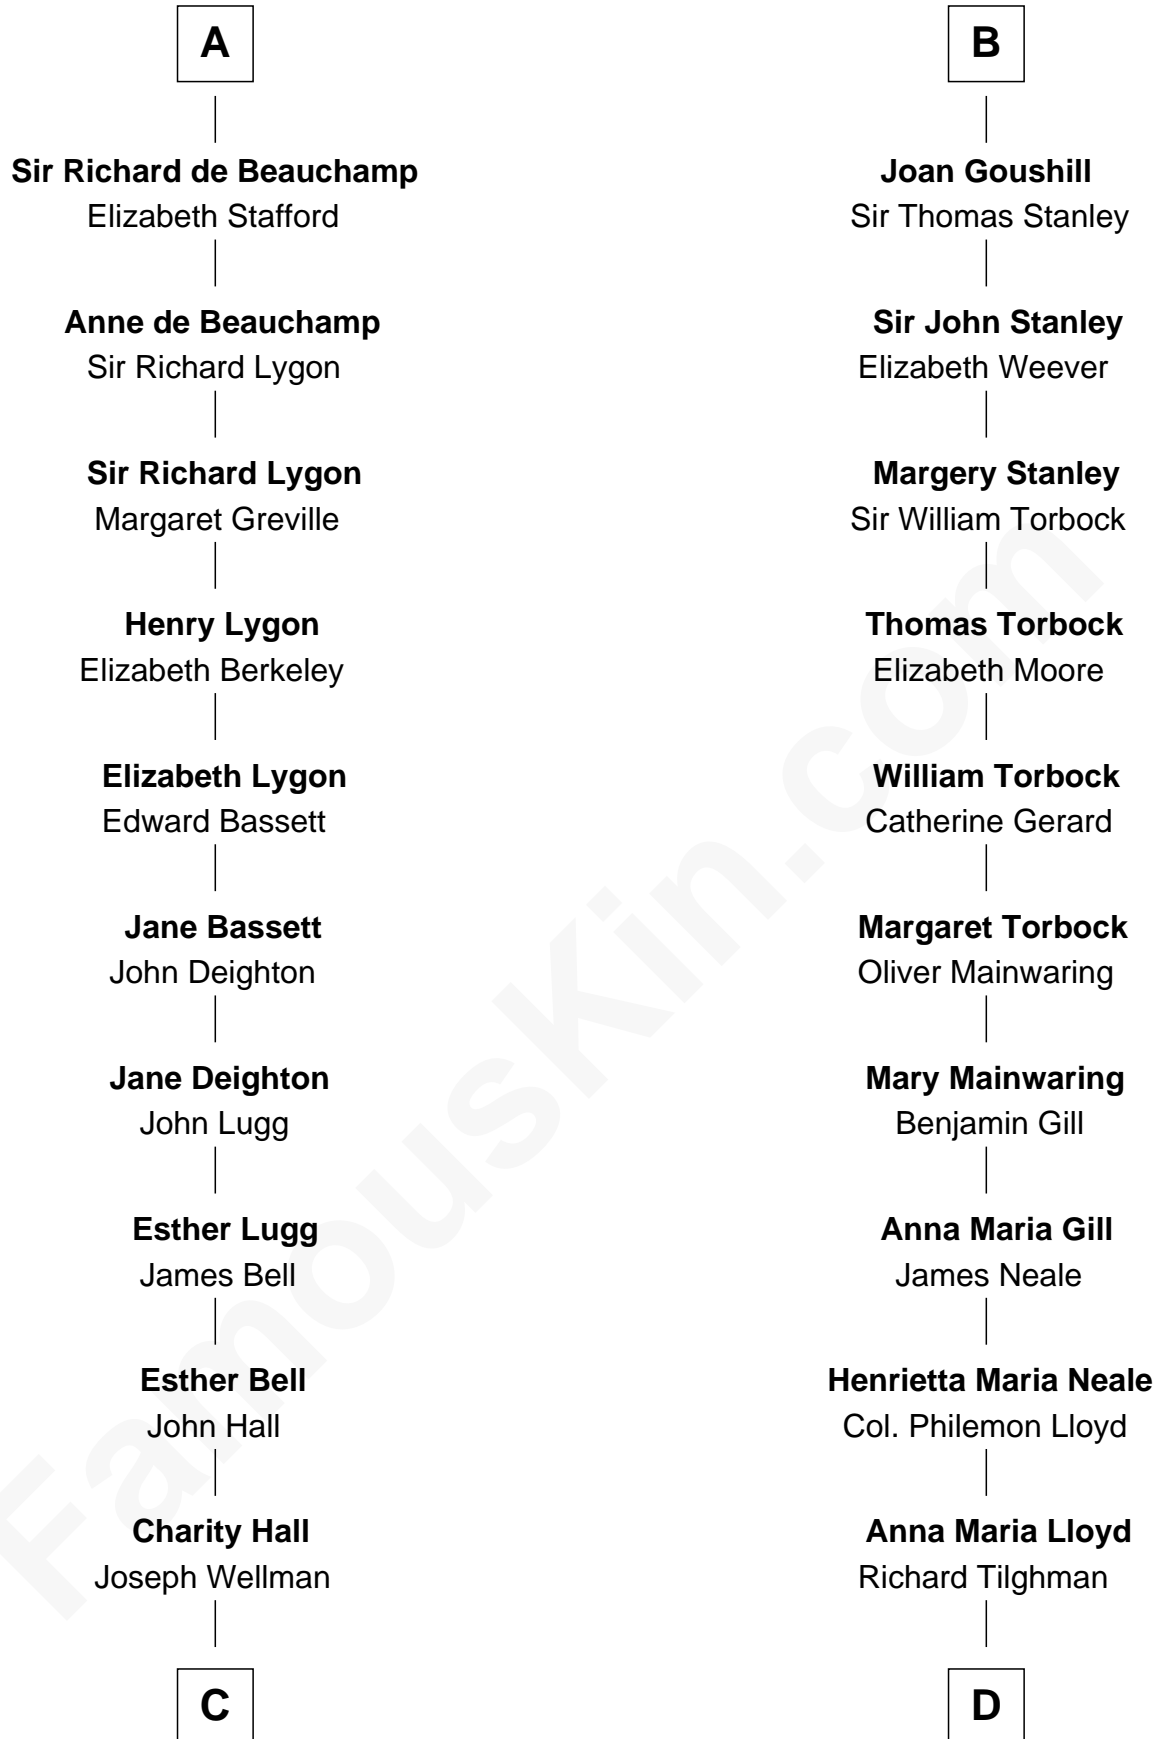 A
Sir Richard de Beauchamp
Elizabeth Stafford
Anne de Beauchamp
Sir Richard Lygon
Sir Richard Lygon
Margaret Greville
Henry Lygon
Elizabeth Berkeley
Elizabeth Lygon
Edward Bassett
Jane Bassett
John Deighton
Jane Deighton
John Lugg
Esther Lugg
James Bell
Esther Bell
John Hall
Charity Hall
Joseph Wellman
C
B
Joan Goushill
Sir Thomas Stanley
Sir John Stanley
Elizabeth Weever
Margery Stanley
Sir William Torbock
Thomas Torbock
Elizabeth Moore
William Torbock
Catherine Gerard
Margaret Torbock
Oliver Mainwaring
Mary Mainwaring
Benjamin Gill
Anna Maria Gill
James Neale
Henrietta Maria Neale
Col. Philemon Lloyd
Anna Maria Lloyd
Richard Tilghman
D
FamousKin.com